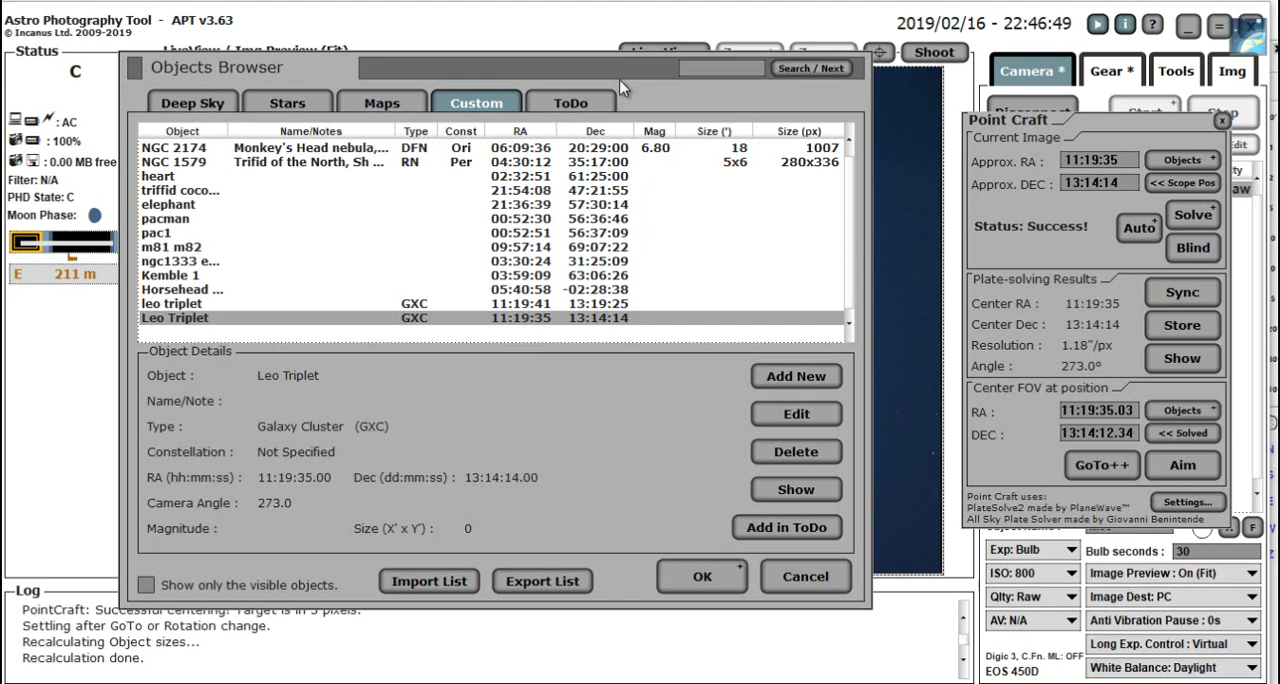 Astro Photography Tool - APT v3.63
© Incanus Ltd. 2009-2019
2019/02/16 - 22:46:49
Status
Shoot
C
: AC
: 100%
: 0.00 MB free
Filter: N/A
PHD State: C
Moon Phase:
E 211 m
Objects Browser
Search / Next
Deep Sky Stars Maps Custom ToDo
Object Name/Notes Type Const RA Dec Mag Size (') Size (px)
NGC 2174 Monkey's Head nebula,... DFN Ori 06:09:36 20:29:00 6.80 18 1007
NGC 1579 Trifid of the North, Sh ... RN Per 04:30:12 35:17:00 5x6 280x336
heart 02:32:51 61:25:00
triffid coco... 21:54:08 47:21:55
elephant 21:36:39 57:30:14
pacman 00:52:30 56:36:46
pac1 00:52:51 56:37:09
m81 m82 09:57:14 69:07:22
ngc1333 e... 03:30:24 31:25:09
Kemble 1 03:59:09 63:06:26
Horsehead ... 05:40:58 -02:28:38
leo triplet GXC 11:19:41 13:19:25
Leo Triplet GXC 11:19:35 13:14:14
Object Details
Object : Leo Triplet
Name/Note :
Type : Galaxy Cluster (GXC)
Constellation : Not Specified
RA (hh:mm:ss) : 11:19:35.00 Dec (dd:mm:ss) : 13:14:14.00
Camera Angle : 273.0
Magnitude : Size (X' x Y') : 0
Add New
Edit
Delete
Show
Add in ToDo
Show only the visible objects.
Import List
Export List
OK +
Cancel
Camera * Gear * Tools Img
Point Craft
x
Current Image
Approx. RA : 11:19:35 Objects +
Approx. DEC : 13:14:14 << Scope Pos
Status: Success!
Auto +
Solve +
Blind
Plate-solving Results
Center RA : 11:19:35
Center Dec : 13:14:14
Resolution : 1.18"/px
Angle : 273.0º
Sync
Store
Show
Center FOV at position
RA : 11:19:35.03 Objects +
DEC : 13:14:12.34 << Solved
GoTo++ Aim
Point Craft uses:
PlateSolve2 made by PlaneWave™
All Sky Plate Solver made by Giovanni Benintende
Settings...
F
Exp: Bulb Bulb seconds : 30
ISO: 800 Image Preview : On (Fit)
Qlty: Raw Image Dest: PC
AV: N/A Anti Vibration Pause : 0s
Long Exp. Control : Virtual
Digic 3, C.Fn. ML: OFF
EOS 450D
White Balance: Daylight
Log
PointCraft: Successful Centering! Target is in 5 pixels.
Settling after GoTo or Rotation change.
Recalculating Object sizes...
Recalculation done.